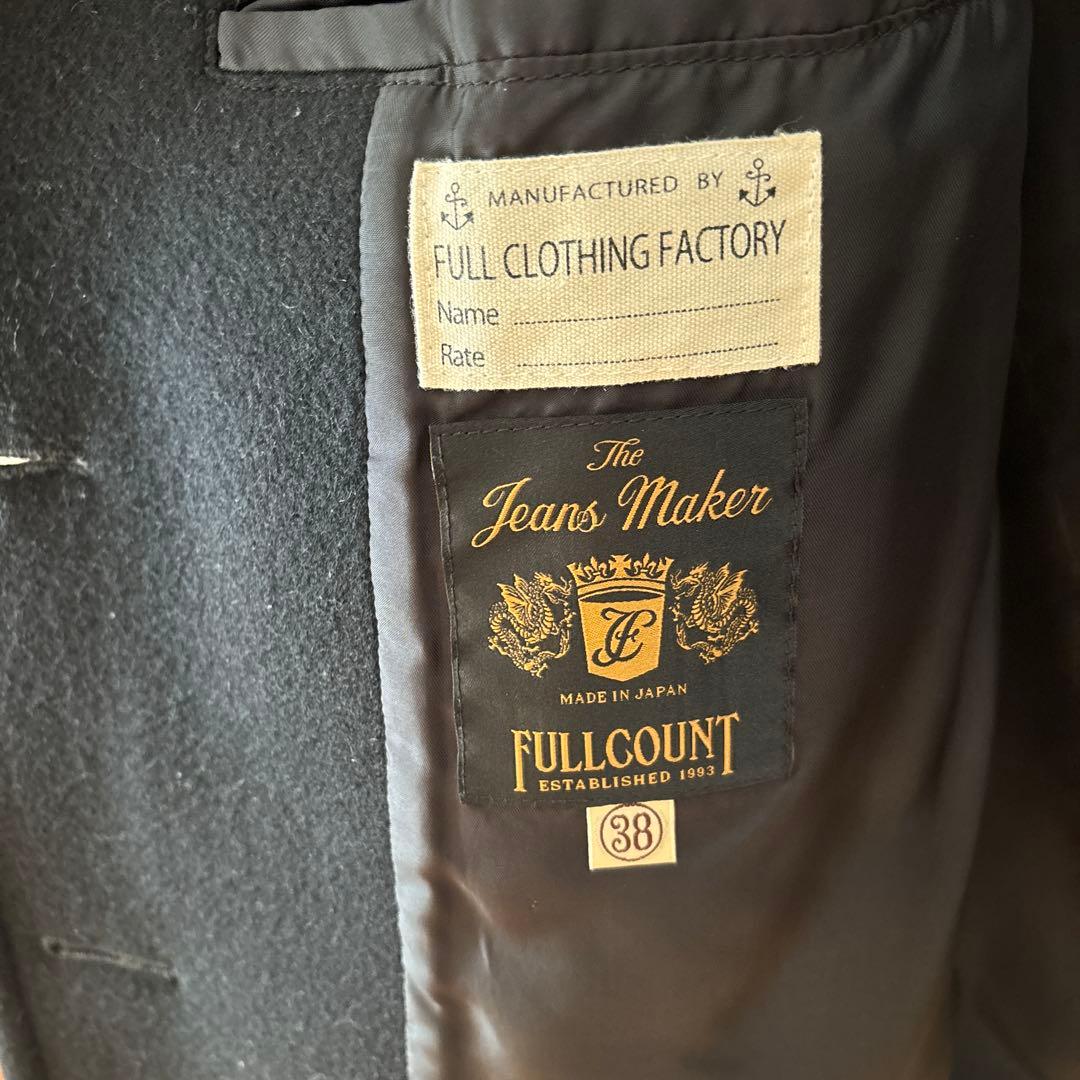 MANUFACTURED BY
FULL CLOTHING FACTORY
Name
Rate
The
Jeans Maker
MADE IN JAPAN
FULLCOUNT
ESTABLISHED 1993
38